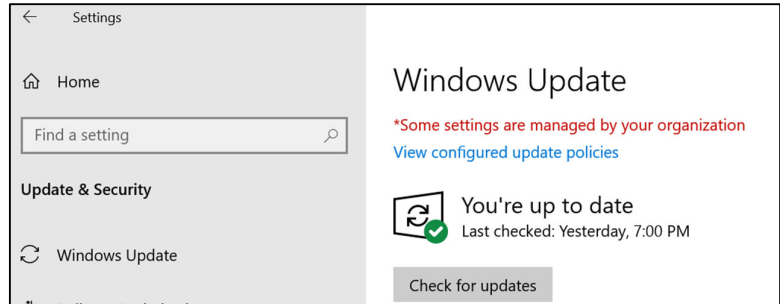 Settings
Home
Find a setting
Update & Security
Windows Update
Windows Update
*Some settings are managed by your organization
View configured update policies
You're up to date
Last checked: Yesterday, 7:00 PM
Check for updates